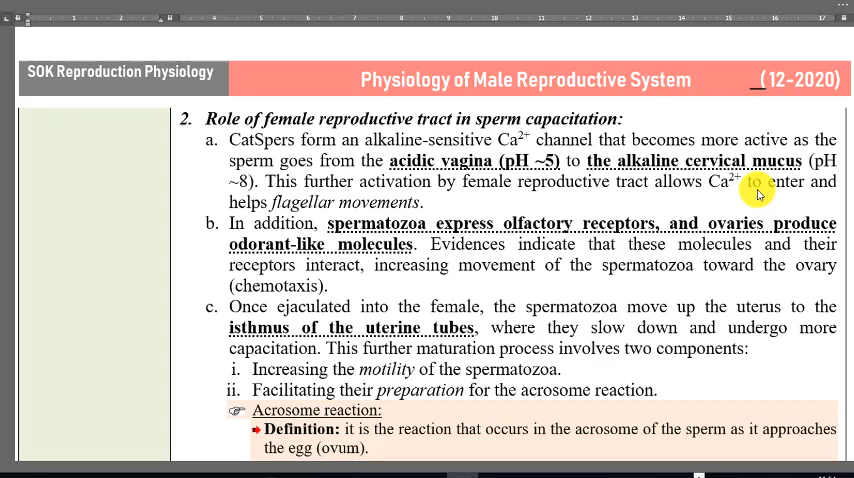 SOK Reproduction Physiology
Physiology of Male Reproductive System
_(12-2020)
2. Role of female reproductive tract in sperm capacitation:
a. CatSpers form an alkaline-sensitive Ca²⁺ channel that becomes more active as the
sperm goes from the acidic vagina (pH ~5) to the alkaline cervical mucus (pH
~8). This further activation by female reproductive tract allows Ca²⁺ to enter and
helps flagellar movements.
b. In addition, spermatozoa express olfactory receptors, and ovaries produce
odorant-like molecules. Evidences indicate that these molecules and their
receptors interact, increasing movement of the spermatozoa toward the ovary
(chemotaxis).
c. Once ejaculated into the female, the spermatozoa move up the uterus to the
isthmus of the uterine tubes, where they slow down and undergo more
capacitation. This further maturation process involves two components:
i. Increasing the motility of the spermatozoa.
ii. Facilitating their preparation for the acrosome reaction.
Acrosome reaction:
Definition: it is the reaction that occurs in the acrosome of the sperm as it approaches
the egg (ovum).